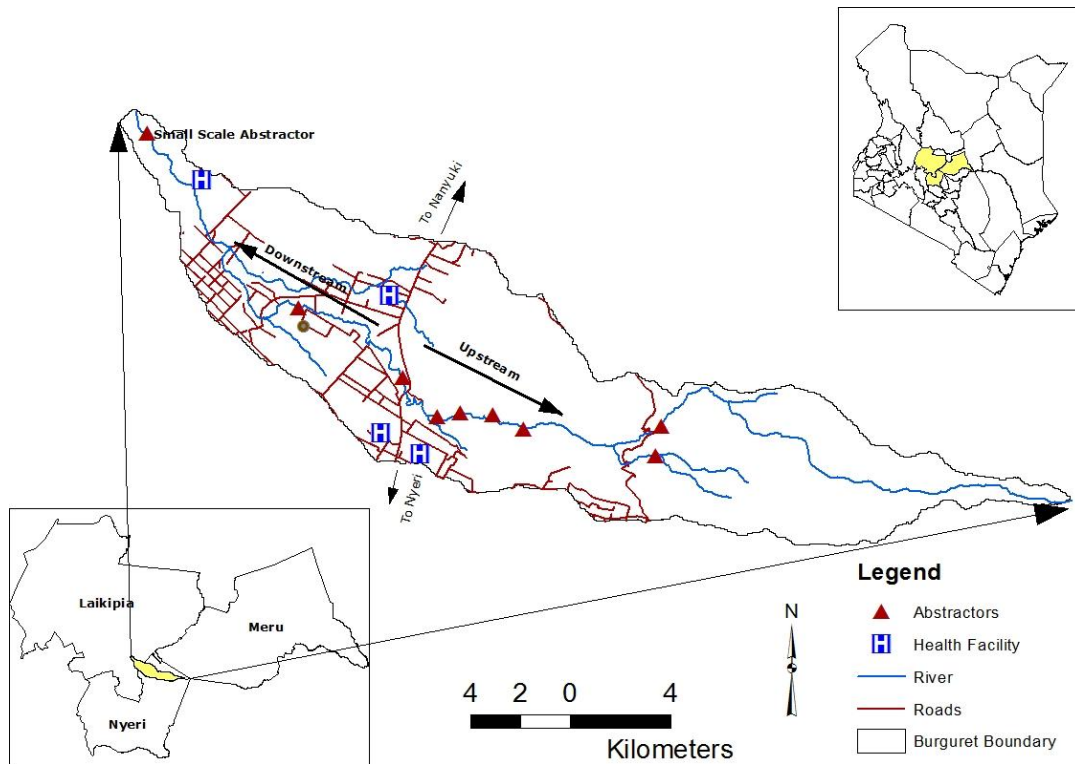 Small Scale Abstractor
H
To Nanyuki
Downstream
H
Upstream
H
H
To Nyeri
Laikipia
Meru
Nyeri
N
4 2 0 4
Kilometers
Legend
Abstractors
H Health Facility
River
Roads
Burguret Boundary